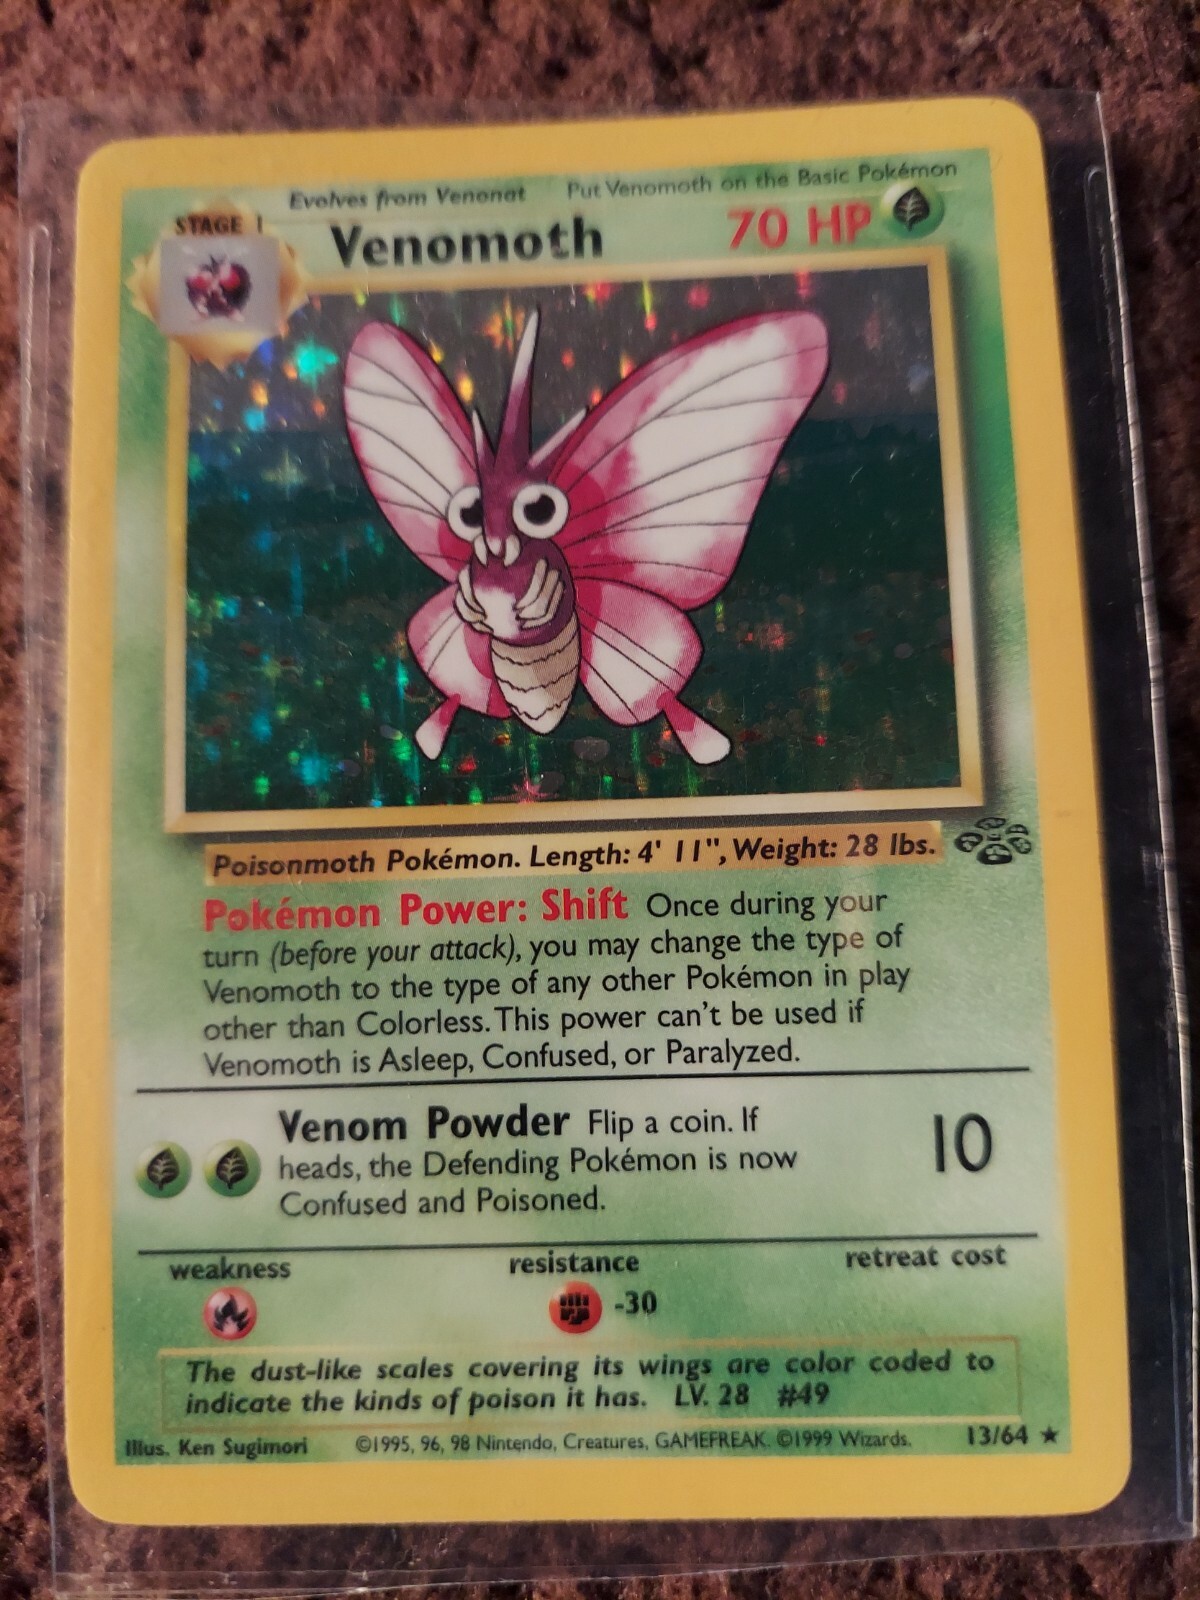 Evolves from Venonat Put Venomoth on the Basic Pokémon
STAGE 1
Venomoth 70 HP
Poisonmoth Pokémon. Length: 4' 11", Weight: 28 lbs.
Pokémon Power: Shift Once during your
turn (before your attack), you may change the type of
Venomoth to the type of any other Pokémon in play
other than Colorless. This power can't be used if
Venomoth is Asleep, Confused, or Paralyzed.
Venom Powder Flip a coin. If
heads, the Defending Pokémon is now
Confused and Poisoned.
10
weakness resistance retreat cost
-30
The dust-like scales covering its wings are color coded to
indicate the kinds of poison it has. LV. 28 #49
Illus. Ken Sugimori ©1995, 96, 98 Nintendo, Creatures, GAMEFREAK. ©1999 Wizards. 13/64 ★